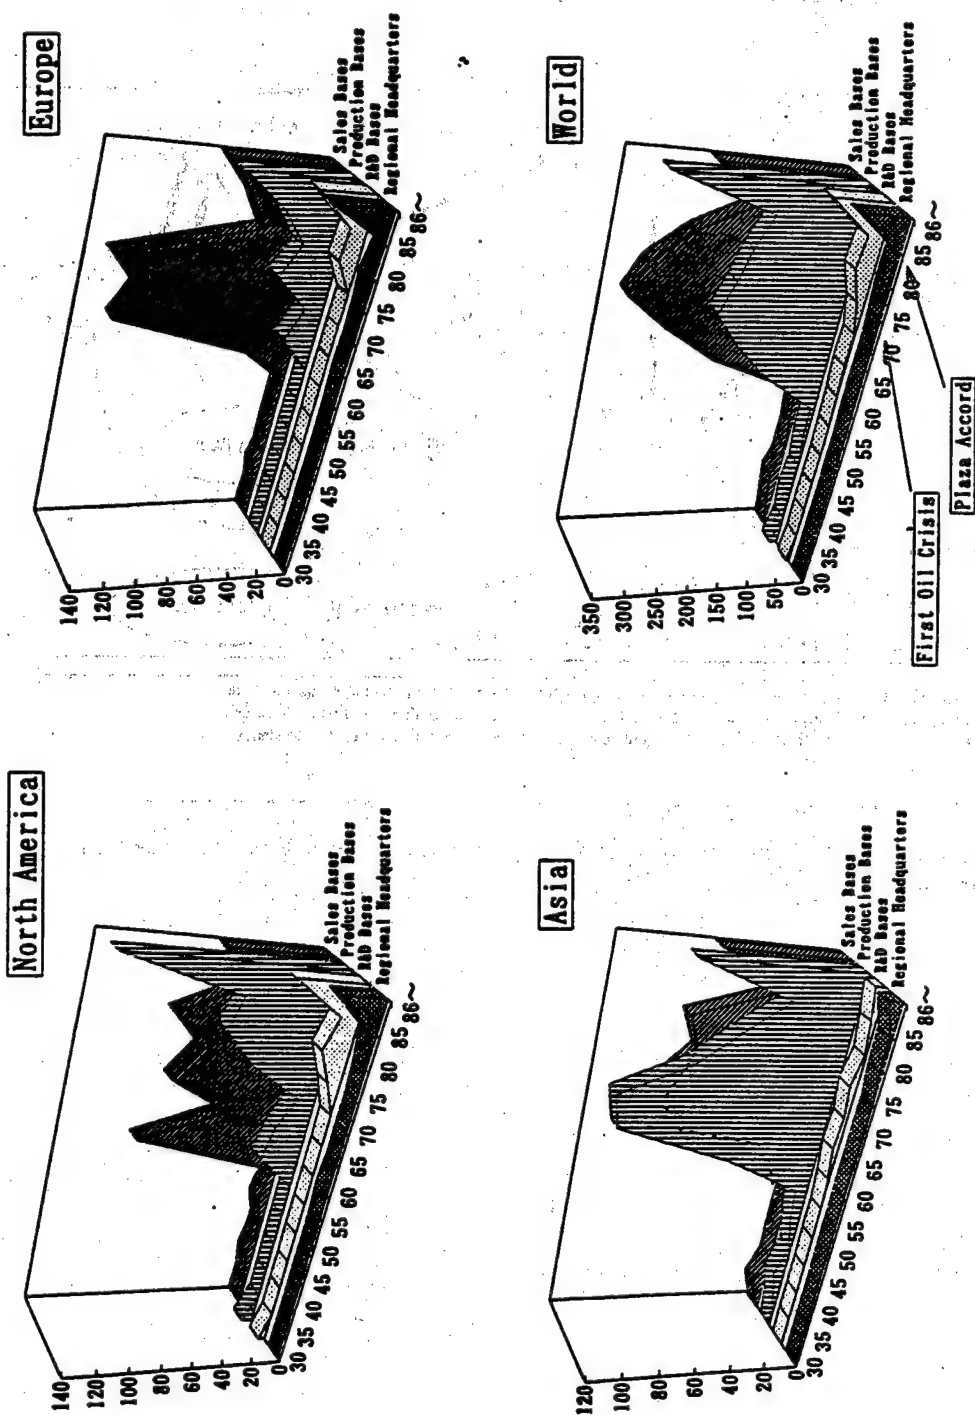 North America
140
120
100
80
60
40
20
0
30 35 40 45 50 55 60 65 70 75 80 85 86~
Sales Bases
Production Bases
R&D Bases
Regional Headquarters
Europe
140
120
100
80
60
40
20
0
30 35 40 45 50 55 60 65 70 75 80 85 86~
Sales Bases
Production Bases
R&D Bases
Regional Headquarters
Asia
120
100
80
60
40
20
0
30 35 40 45 50 55 60 65 70 75 80 85 86~
Sales Bases
Production Bases
R&D Bases
Regional Headquarters
World
350
300
250
200
150
100
50
0
30 35 40 45 50 55 60 65 70 75 80 85 86~
Sales Bases
Production Bases
R&D Bases
Regional Headquarters
First Oil Crisis
Plaza Accord